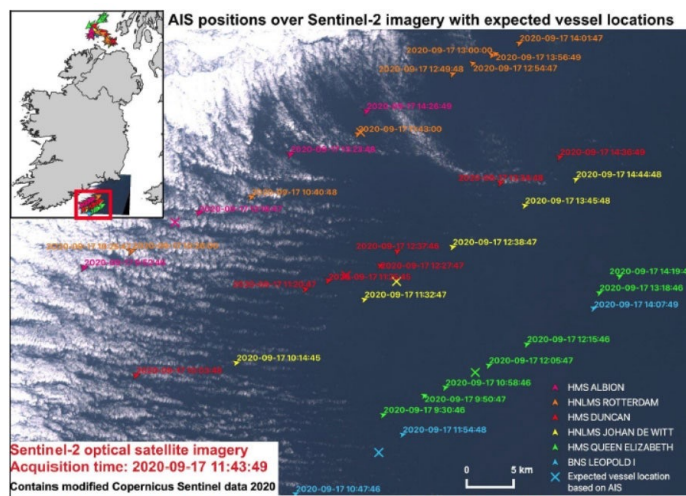 AIS positions over Sentinel-2 imagery with expected vessel locations
2020-09-17 14:01:47
2020-09-17 13:00:00
2020-09-17 13:56:49
2020-09-17 12:49:48
2020-09-17 12:54:47
2020-09-17 14:28:49
2020-09-17 14:30:49
2020-09-17 14:44:48
2020-09-17 10:40:48
2020-09-17 13:45:48
2020-09-17 12:37:48
2020-09-17 12:38:47
2020-09-17 14:19:4
2020-09-17 13:18:46
2020-09-17 11:32:47
2020-09-17 14:07:49
2020-09-17 12:15:46
2020-09-17 10:14:45
2020-09-17 12:05:47
2020-09-17 10:58:46
2020-09-17 9:50:47
2020-09-17 9:30:46
2020-09-17 11:54:48
2020-09-17 10:47:46
HMS ALBION
HNLMS ROTTERDAM
HMS DUNCAN
HNLMS JOHAN DE WITT
HMS QUEEN ELIZABETH
BNS LEOPOLD I
Expected vessel location
based on AIS
Sentinel-2 optical satellite imagery
Acquisition time: 2020-09-17 11:43:49
Contains modified Copernicus Sentinel data 2020
0 5 km